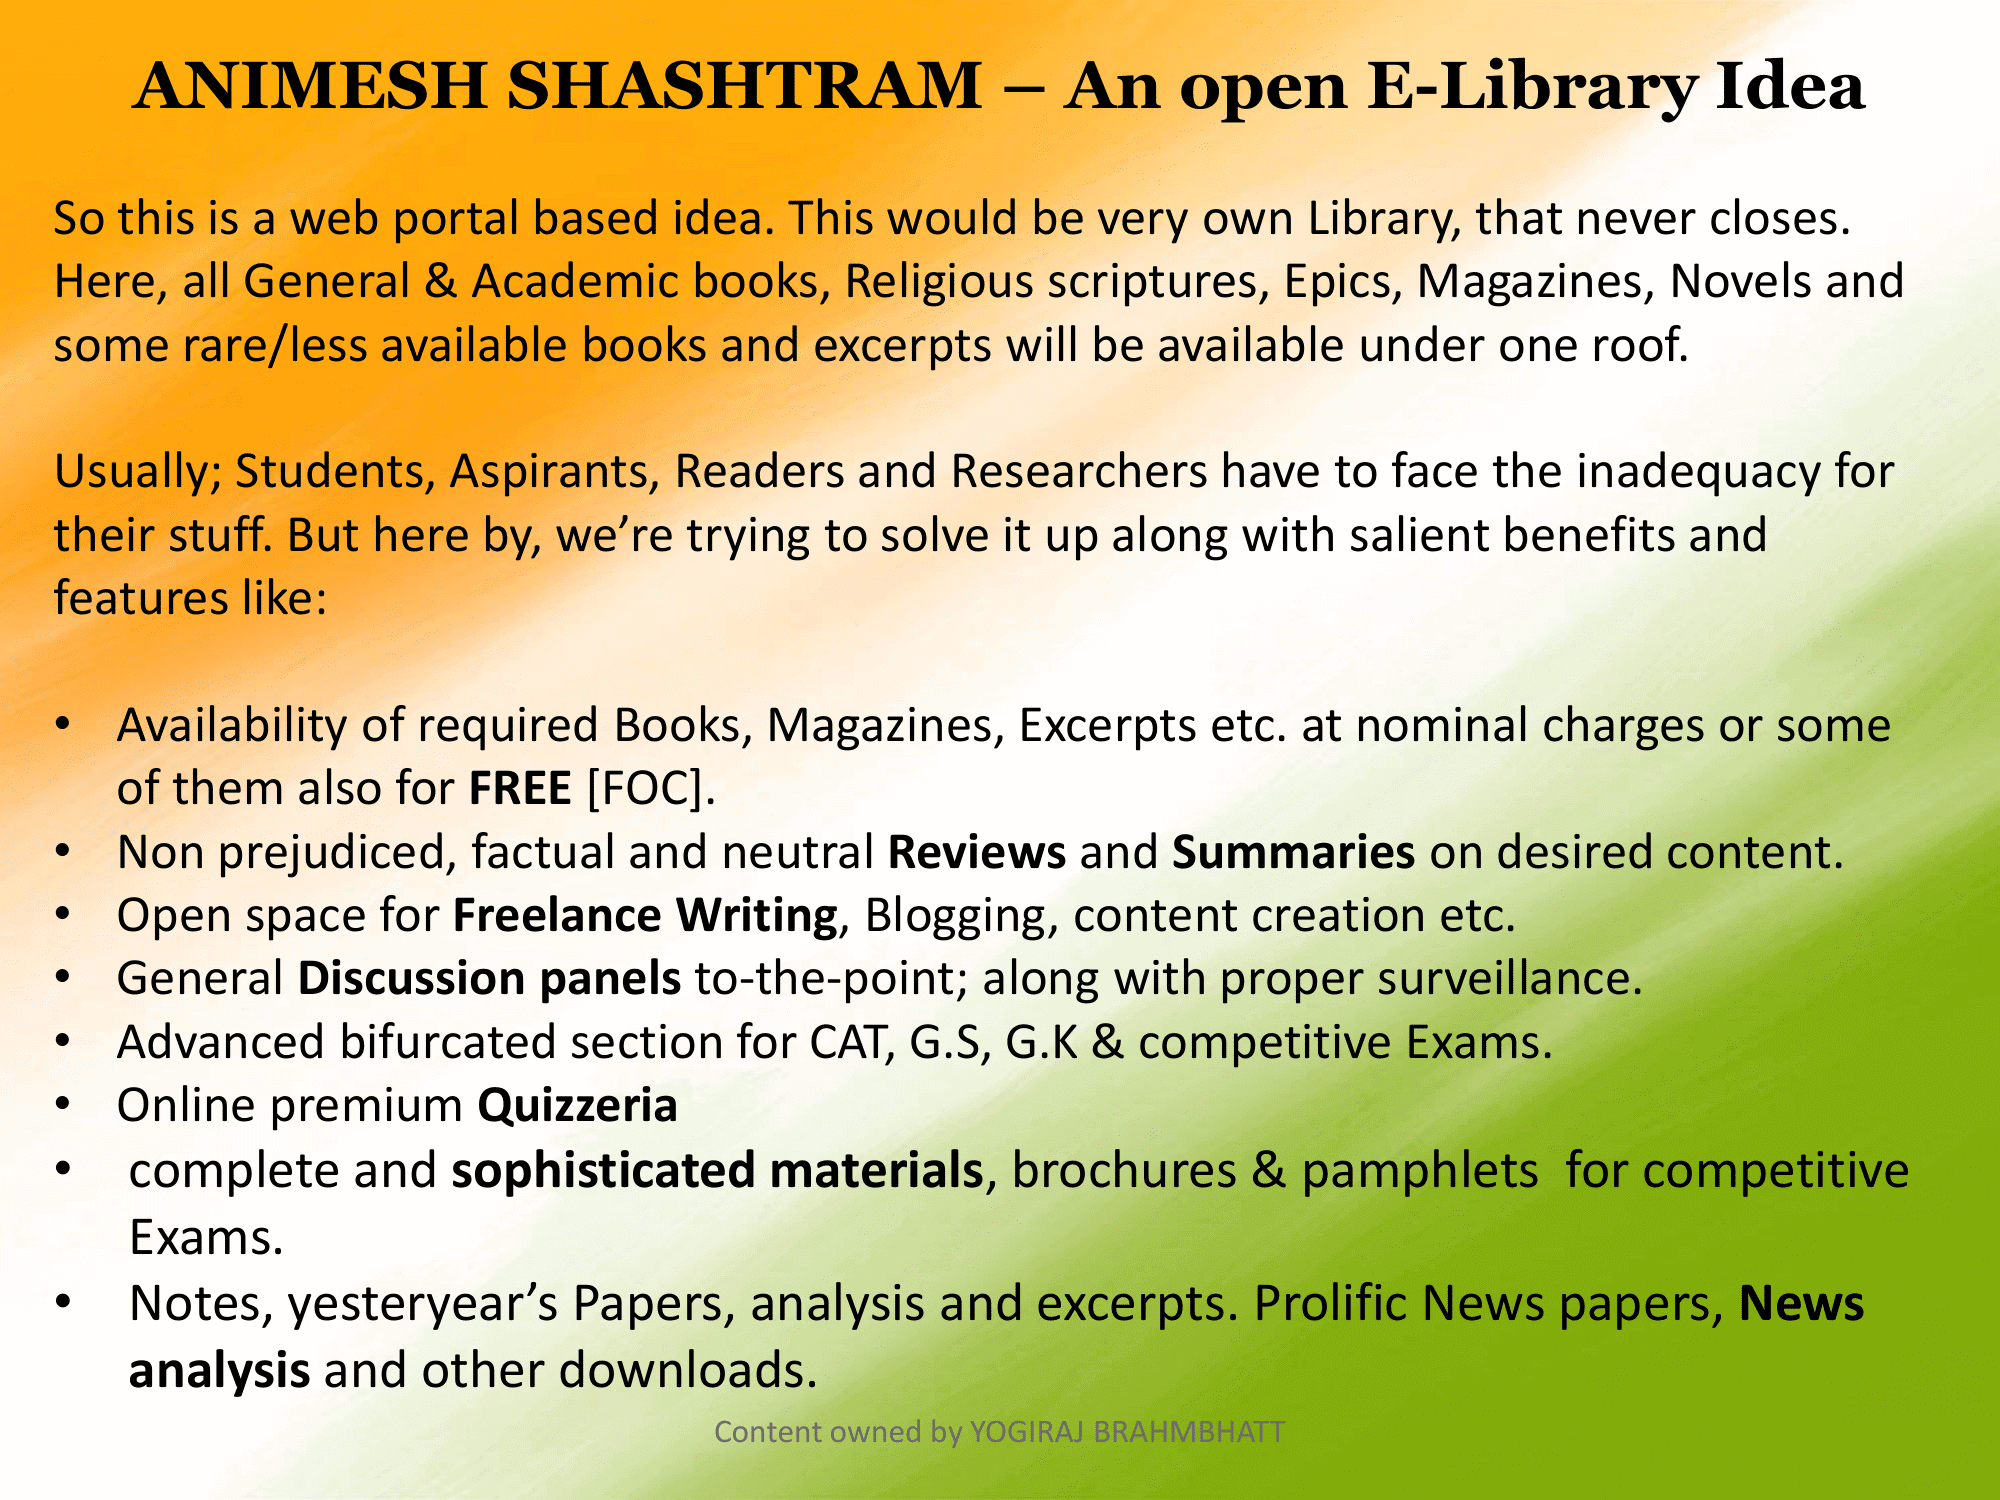 ANIMESH SHASHTRAM – An open E-Library Idea
So this is a web portal based idea. This would be very own Library, that never closes.
Here, all General & Academic books, Religious scriptures, Epics, Magazines, Novels and
some rare/less available books and excerpts will be available under one roof.
Usually; Students, Aspirants, Readers and Researchers have to face the inadequacy for
their stuff. But here by, we’re trying to solve it up along with salient benefits and
features like:
• Availability of required Books, Magazines, Excerpts etc. at nominal charges or some
of them also for FREE [FOC].
• Non prejudiced, factual and neutral Reviews and Summaries on desired content.
• Open space for Freelance Writing, Blogging, content creation etc.
• General Discussion panels to-the-point; along with proper surveillance.
• Advanced bifurcated section for CAT, G.S, G.K & competitive Exams.
• Online premium Quizzeria
• complete and sophisticated materials, brochures & pamphlets for competitive
Exams.
• Notes, yesteryear’s Papers, analysis and excerpts. Prolific News papers, News
analysis and other downloads.
Content owned by YOGIRAJ BRAHMBHATT